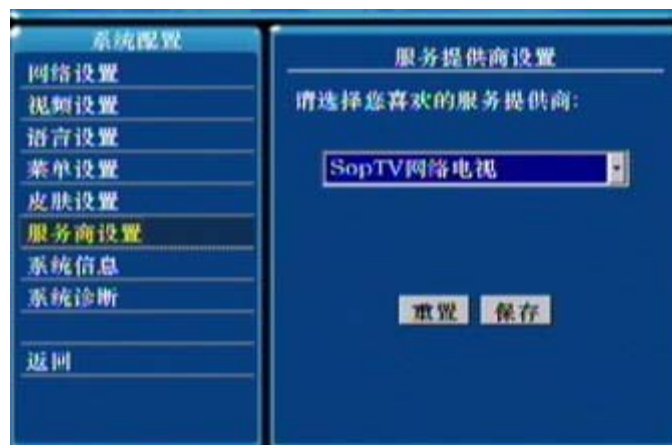 系统配置
网络设置
视频设置
语言设置
菜单设置
皮肤设置
服务商设置
系统信息
系统诊断
返回
服务提供商设置
请选择您喜欢的服务提供商:
SopTV网络电视
重置
保存